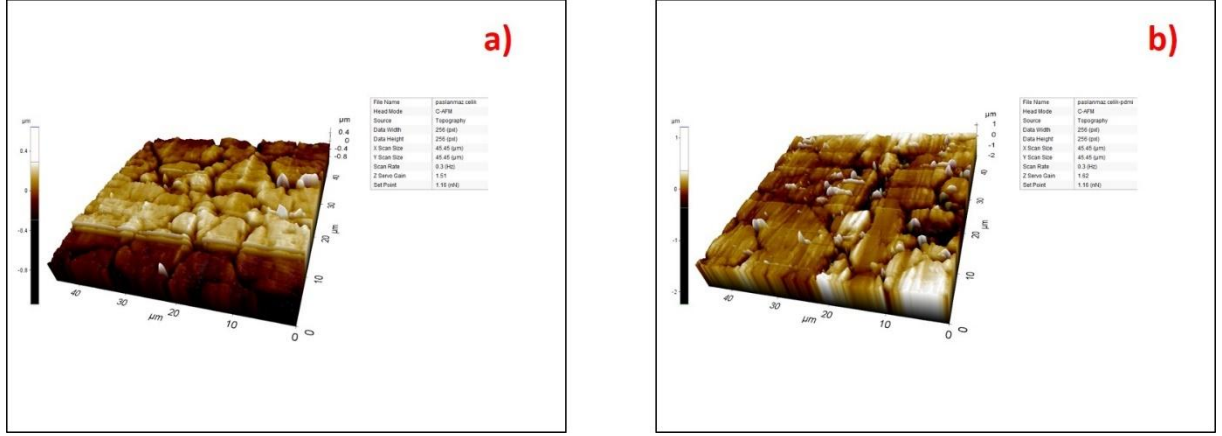 a)
File Name paslanmaz celik
Head Mode C-AFM
Source Topography
Data Width 256 (pxl)
Data Height 256 (pxl)
X Scan Size 45.45 (µm)
Y Scan Size 45.45 (µm)
Scan Rate 0.3 (Hz)
Z Servo Gain 1.51
Set Point 1.10 (nN)
µm
0.4
0
-0.4
-0.8
µm
0.4
0
-0.4
-0.8
40
30
µm
20
10
0
40
30
µm
20
10
0
b)
File Name paslanmaz celik-pdms
Head Mode C-AFM
Source Topography
Data Width 256 (pxl)
Data Height 256 (pxl)
X Scan Size 45.45 (µm)
Y Scan Size 45.45 (µm)
Scan Rate 0.3 (Hz)
Z Servo Gain 1.62
Set Point 1.10 (nN)
µm
1
0
-1
-2
µm
1
0
-1
-2
40
30
µm
20
10
0
40
30
µm
20
10
0